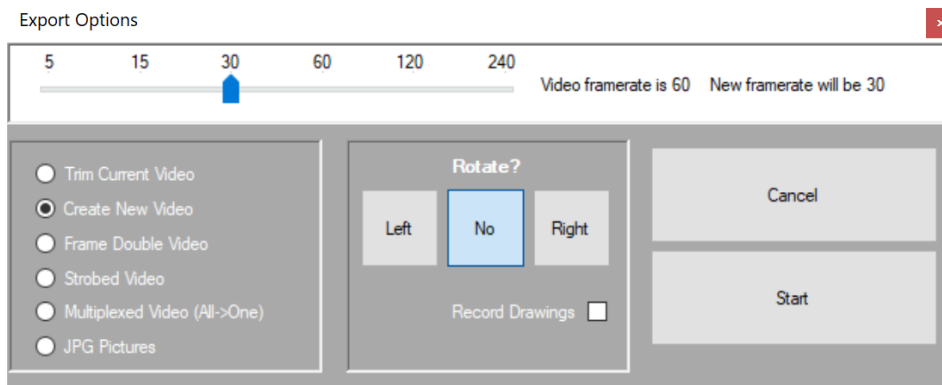 Export Options
5 15 30 60 120 240
Video framerate is 60 New framerate will be 30
Trim Current Video
Create New Video
Frame Double Video
Strobed Video
Multiplexed Video (All->One)
JPG Pictures
Rotate?
Left No Right
Record Drawings
Cancel
Start